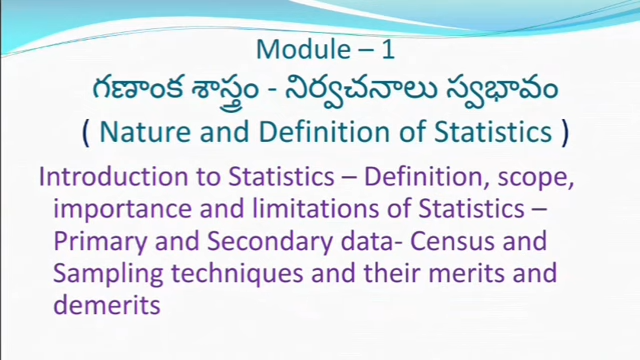 Module – 1
గణాంక శాస్త్రం - నిర్వచనాలు స్వభావం
( Nature and Definition of Statistics )
Introduction to Statistics – Definition, scope,
importance and limitations of Statistics –
Primary and Secondary data- Census and
Sampling techniques and their merits and
demerits